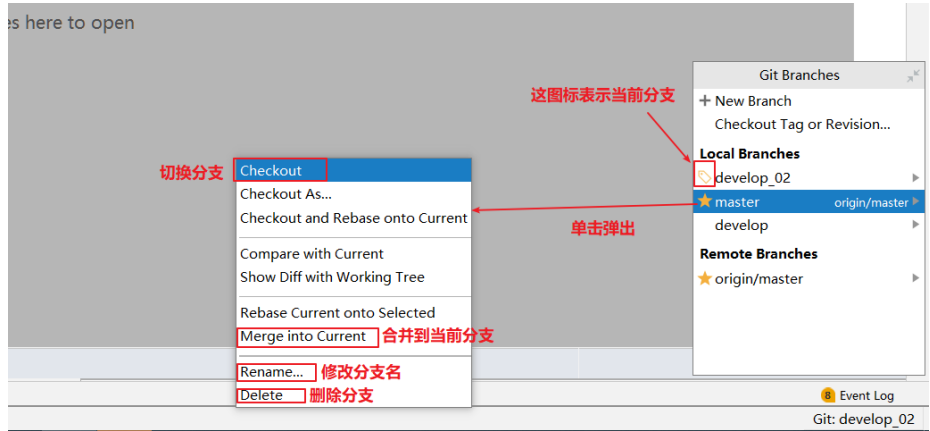 es here to open
Git Branches
这图标表示当前分支
New Branch
Checkout Tag or Revision...
Local Branches
切换分支
Checkout
develop_02
Checkout As...
master origin/master
Checkout and Rebase onto Current
单击弹出
develop
Compare with Current
Remote Branches
Show Diff with Working Tree
origin/master
Rebase Current onto Selected
Merge into Current 合并到当前分支
Rename... 修改分支名
Delete 删除分支
8 Event Log
Git: develop_02